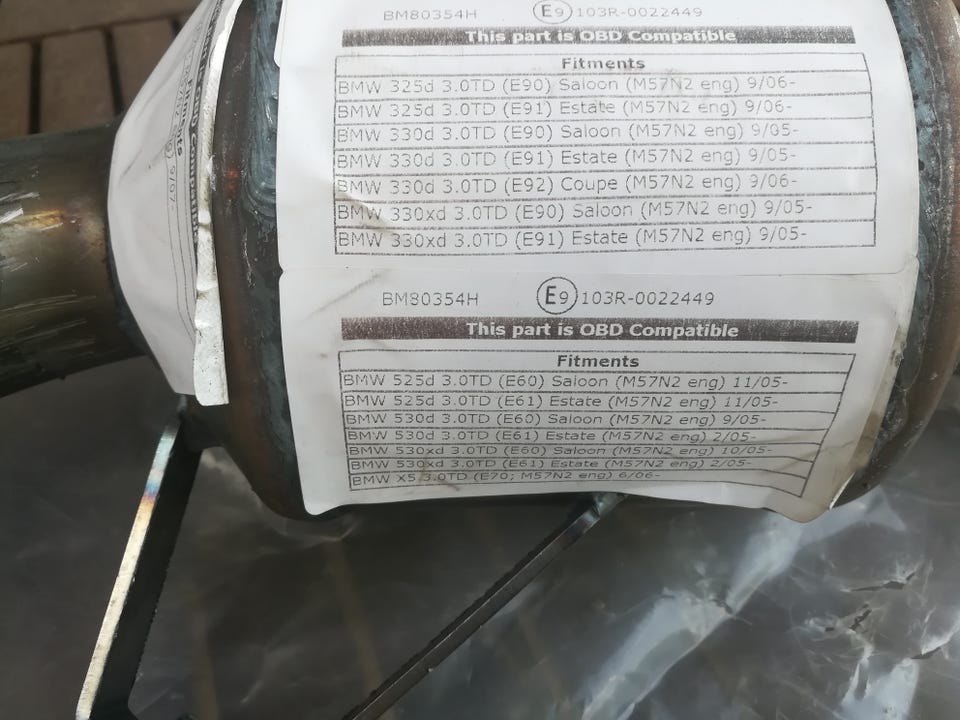 BM80354H E9 103R-0022449
This part is OBD Compatible
Fitments
BMW 325d 3.0TD (E90) Saloon (M57N2 eng) 9/06-
BMW 325d 3.0TD (E91) Estate (M57N2 eng) 9/06-
BMW 330d 3.0TD (E90) Saloon (M57N2 eng) 9/05-
BMW 330d 3.0TD (E91) Estate (M57N2 eng) 9/05-
BMW 330d 3.0TD (E92) Coupe (M57N2 eng) 9/06-
BMW 330xd 3.0TD (E90) Saloon (M57N2 eng) 9/05-
BMW 330xd 3.0TD (E91) Estate (M57N2 eng) 9/05-
BM80354H E9 103R-0022449
This part is OBD Compatible
Fitments
BMW 525d 3.0TD (E60) Saloon (M57N2 eng) 11/05-
BMW 525d 3.0TD (E61) Estate (M57N2 eng) 11/05-
BMW 530d 3.0TD (E60) Saloon (M57N2 eng) 9/05-
BMW 530d 3.0TD (E61) Estate (M57N2 eng) 2/05-
BMW 530xd 3.0TD (E60) Saloon (M57N2 eng) 10/05-
BMW 530xd 3.0TD (E61) Estate (M57N2 eng) 2/05-
BMW X5 3.0TD (E70; M57N2 eng) 6/06-